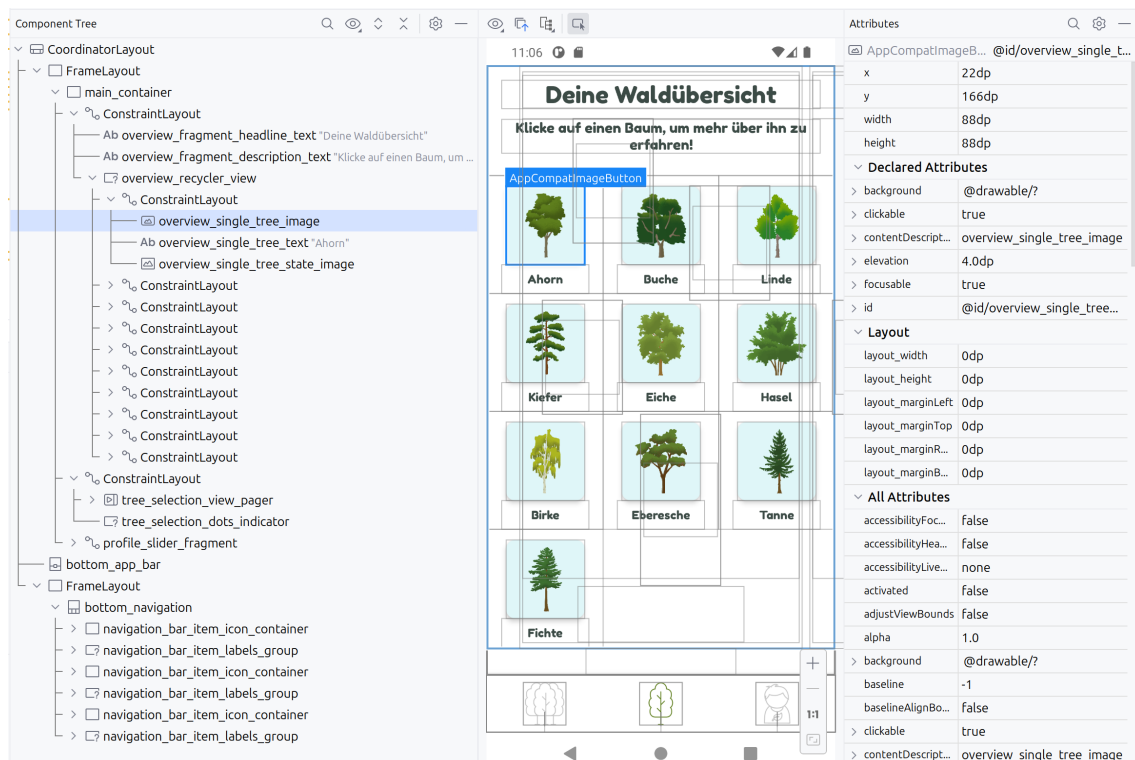 Component Tree
CoordinatorLayout
FrameLayout
main_container
ConstraintLayout
Ab overview_fragment_headline_text "Deine Waldübersicht"
Ab overview_fragment_description_text "Klicke auf einen Baum, um ...
overview_recycler_view
ConstraintLayout
overview_single_tree_image
Ab overview_single_tree_text "Ahorn"
overview_single_tree_state_image
ConstraintLayout
ConstraintLayout
ConstraintLayout
ConstraintLayout
ConstraintLayout
ConstraintLayout
ConstraintLayout
ConstraintLayout
ConstraintLayout
ConstraintLayout
tree_selection_view_pager
tree_selection_dots_indicator
profile_slider_fragment
bottom_app_bar
FrameLayout
bottom_navigation
navigation_bar_item_icon_container
navigation_bar_item_labels_group
navigation_bar_item_icon_container
navigation_bar_item_labels_group
navigation_bar_item_icon_container
navigation_bar_item_labels_group
11:06
Deine Waldübersicht
Klicke auf einen Baum, um mehr über ihn zu
erfahren!
AppCompatImageButton
Ahorn Buche Linde
Kiefer Eiche Hasel
Birke Eberesche Tanne
Fichte
1:1
Attributes
AppCompatImageB... @id/overview_single_t...
x 22dp
y 166dp
width 88dp
height 88dp
Declared Attributes
background @drawable/?
clickable true
contentDescript... overview_single_tree_image
elevation 4.0dp
focusable true
id @id/overview_single_tree...
Layout
layout_width 0dp
layout_height 0dp
layout_marginLeft 0dp
layout_marginTop 0dp
layout_marginR... 0dp
layout_marginB... 0dp
All Attributes
accessibilityFoc... false
accessibilityHea... false
accessibilityLive... none
activated false
adjustViewBounds false
alpha 1.0
background @drawable/?
baseline -1
baselineAlignBo... false
clickable true
contentDescript... overview_single_tree_image